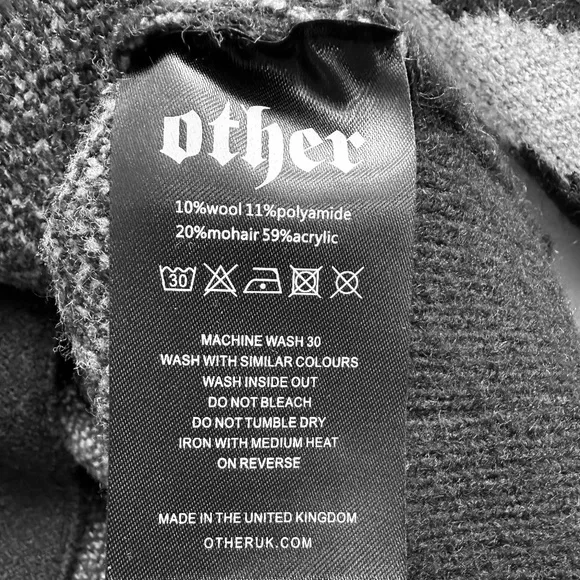 other
10%wool 11%polyamide
20%mohair 59%acrylic
30
MACHINE WASH 30
WASH WITH SIMILAR COLOURS
WASH INSIDE OUT
DO NOT BLEACH
DO NOT TUMBLE DRY
IRON WITH MEDIUM HEAT
ON REVERSE
MADE IN THE UNITED KINGDOM
OTHERUK.COM